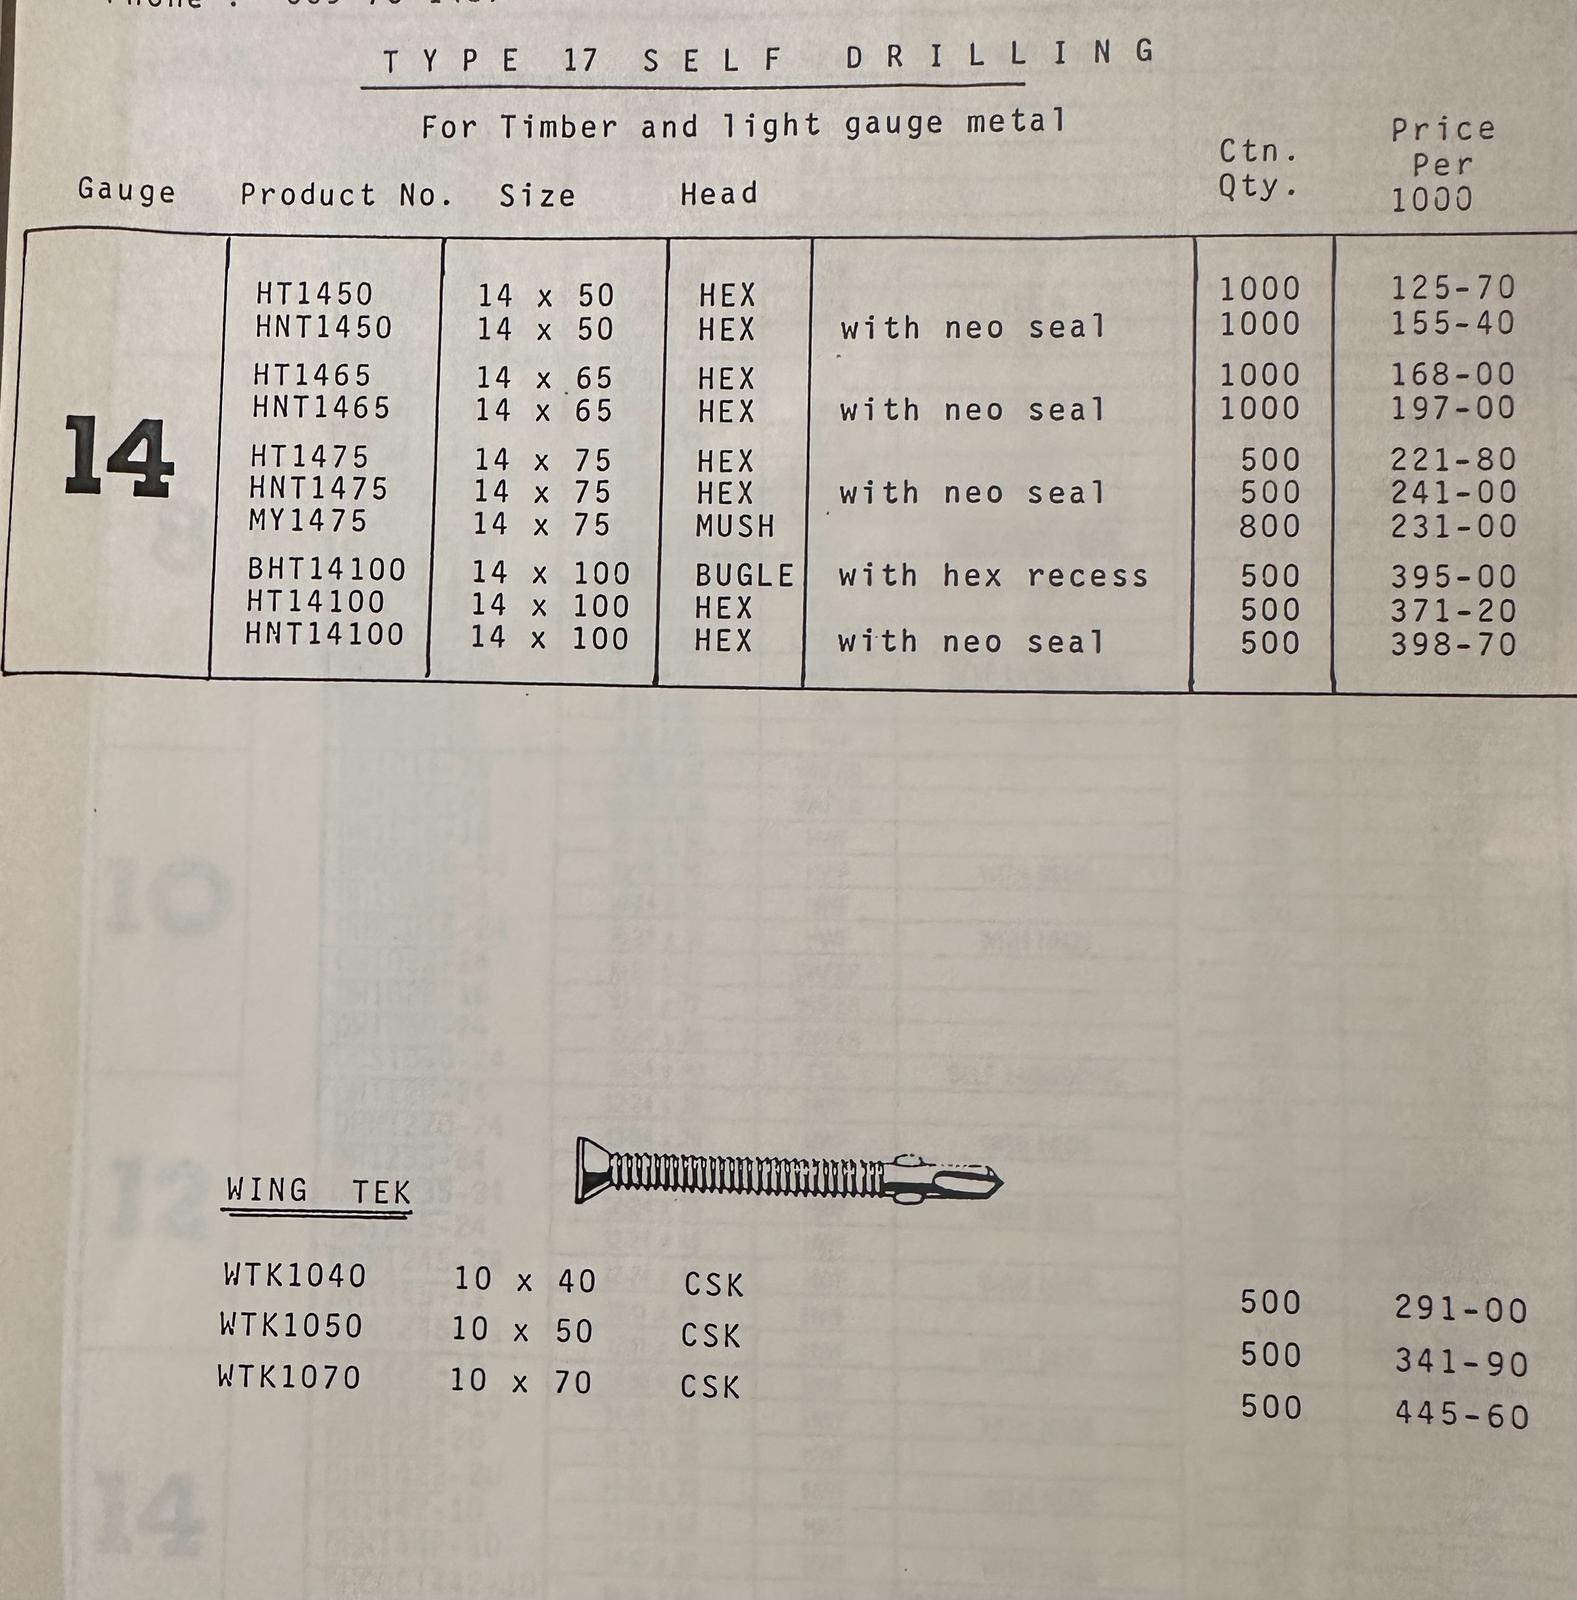 TYPE 17 SELF DRILLING
For Timber and light gauge metal
Gauge Product No. Size Head Ctn. Qty. Price Per 1000
14
HT1450 14 x 50 HEX 1000 125-70
HNT1450 14 x 50 HEX with neo seal 1000 155-40
HT1465 14 x 65 HEX 1000 168-00
HNT1465 14 x 65 HEX with neo seal 1000 197-00
HT1475 14 x 75 HEX 500 221-80
HNT1475 14 x 75 HEX with neo seal 500 241-00
MY1475 14 x 75 MUSH 800 231-00
BHT14100 14 x 100 BUGLE with hex recess 500 395-00
HT14100 14 x 100 HEX 500 371-20
HNT14100 14 x 100 HEX with neo seal 500 398-70
WING TEK
WTK1040 10 x 40 CSK 500 291-00
WTK1050 10 x 50 CSK 500 341-90
WTK1070 10 x 70 CSK 500 445-60